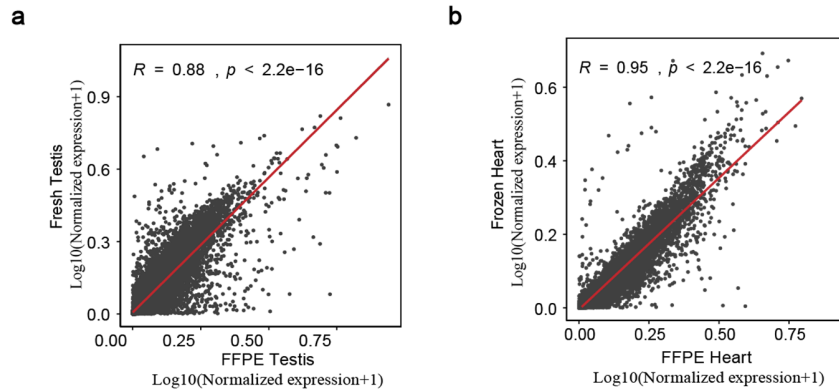 a
R = 0.88 , p < 2.2e−16
Fresh Testis
Log10(Normalized expression+1)
0.9
0.6
0.3
0.0
0.00 0.25 0.50 0.75
FFPE Testis
Log10(Normalized expression+1)
b
R = 0.95 , p < 2.2e−16
Frozen Heart
Log10(Normalized expression+1)
0.6
0.4
0.2
0.0
0.00 0.25 0.50 0.75
FFPE Heart
Log10(Normalized expression+1)